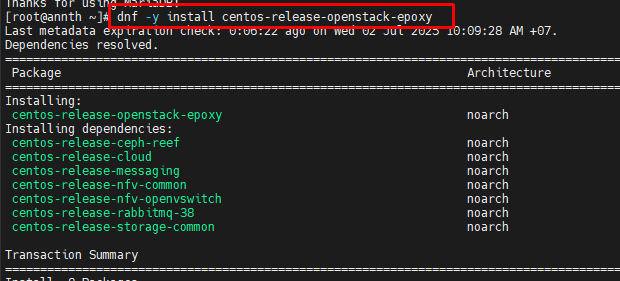 Thanks for using MariaDB!
[root@annth ~]# dnf -y install centos-release-openstack-epoxy
Last metadata expiration check: 0:06:22 ago on Wed 02 Jul 2025 10:09:28 AM +07.
Dependencies resolved.
Package Architecture
Installing:
centos-release-openstack-epoxy noarch
Installing dependencies:
centos-release-ceph-reef noarch
centos-release-cloud noarch
centos-release-messaging noarch
centos-release-nfv-common noarch
centos-release-nfv-openvswitch noarch
centos-release-rabbitmq-38 noarch
centos-release-storage-common noarch
Transaction Summary
Install 8 Packages